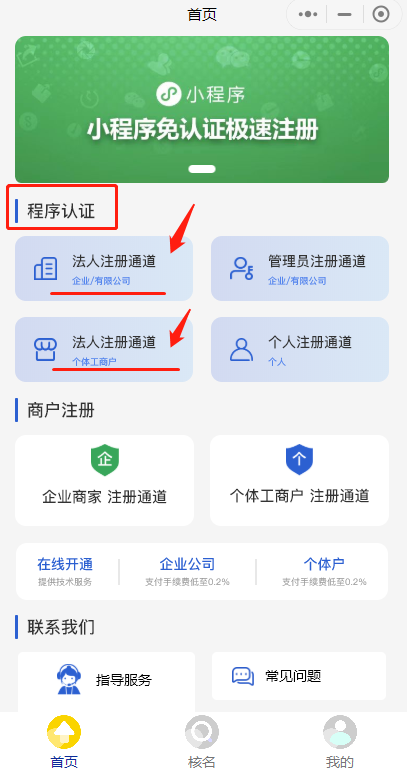 首页
小程序
小程序免认证极速注册
程序认证
法人注册通道
企业/有限公司
管理员注册通道
企业/有限公司
法人注册通道
个体工商户
个人注册通道
个人
商户注册
企
企业商家 注册通道
个
个体工商户 注册通道
在线开通
提供技术服务
企业公司
支付手续费低至0.2%
个体户
支付手续费低至0.2%
联系我们
指导服务
常见问题
首页
核名
我的